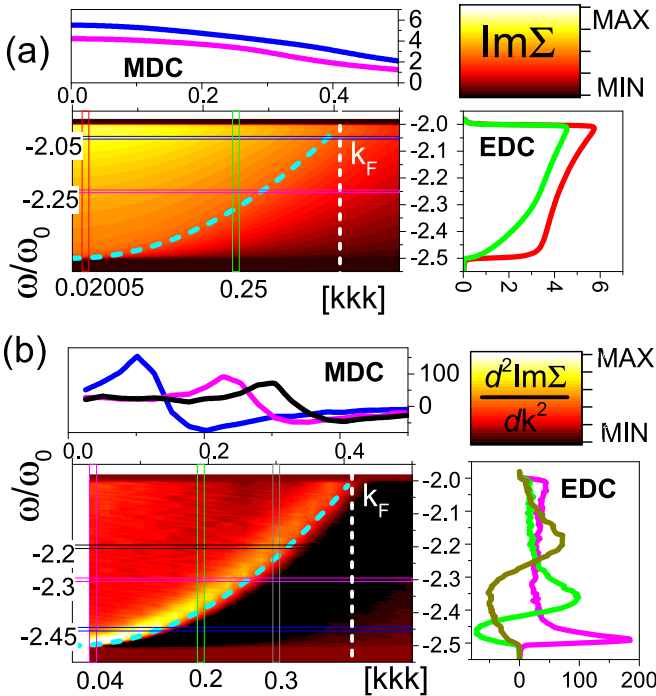 (a)
MDC
6
4
2
0
0.0 0.2 0.4
ImΣ
MAX
MIN
-2.05
-2.25
ω/ω0
k_F
0.02005 0.25 [kkk]
EDC
-2.0
-2.1
-2.2
-2.3
-2.4
-2.5
0 2 4 6
(b)
MDC
100
0
0.0 0.2 0.4
d²ImΣ
dk²
MAX
MIN
ω/ω0
-2.2
-2.3
-2.45
k_F
0.04 0.2 0.3 [kkk]
EDC
-2.0
-2.1
-2.2
-2.3
-2.4
-2.5
0 100 200